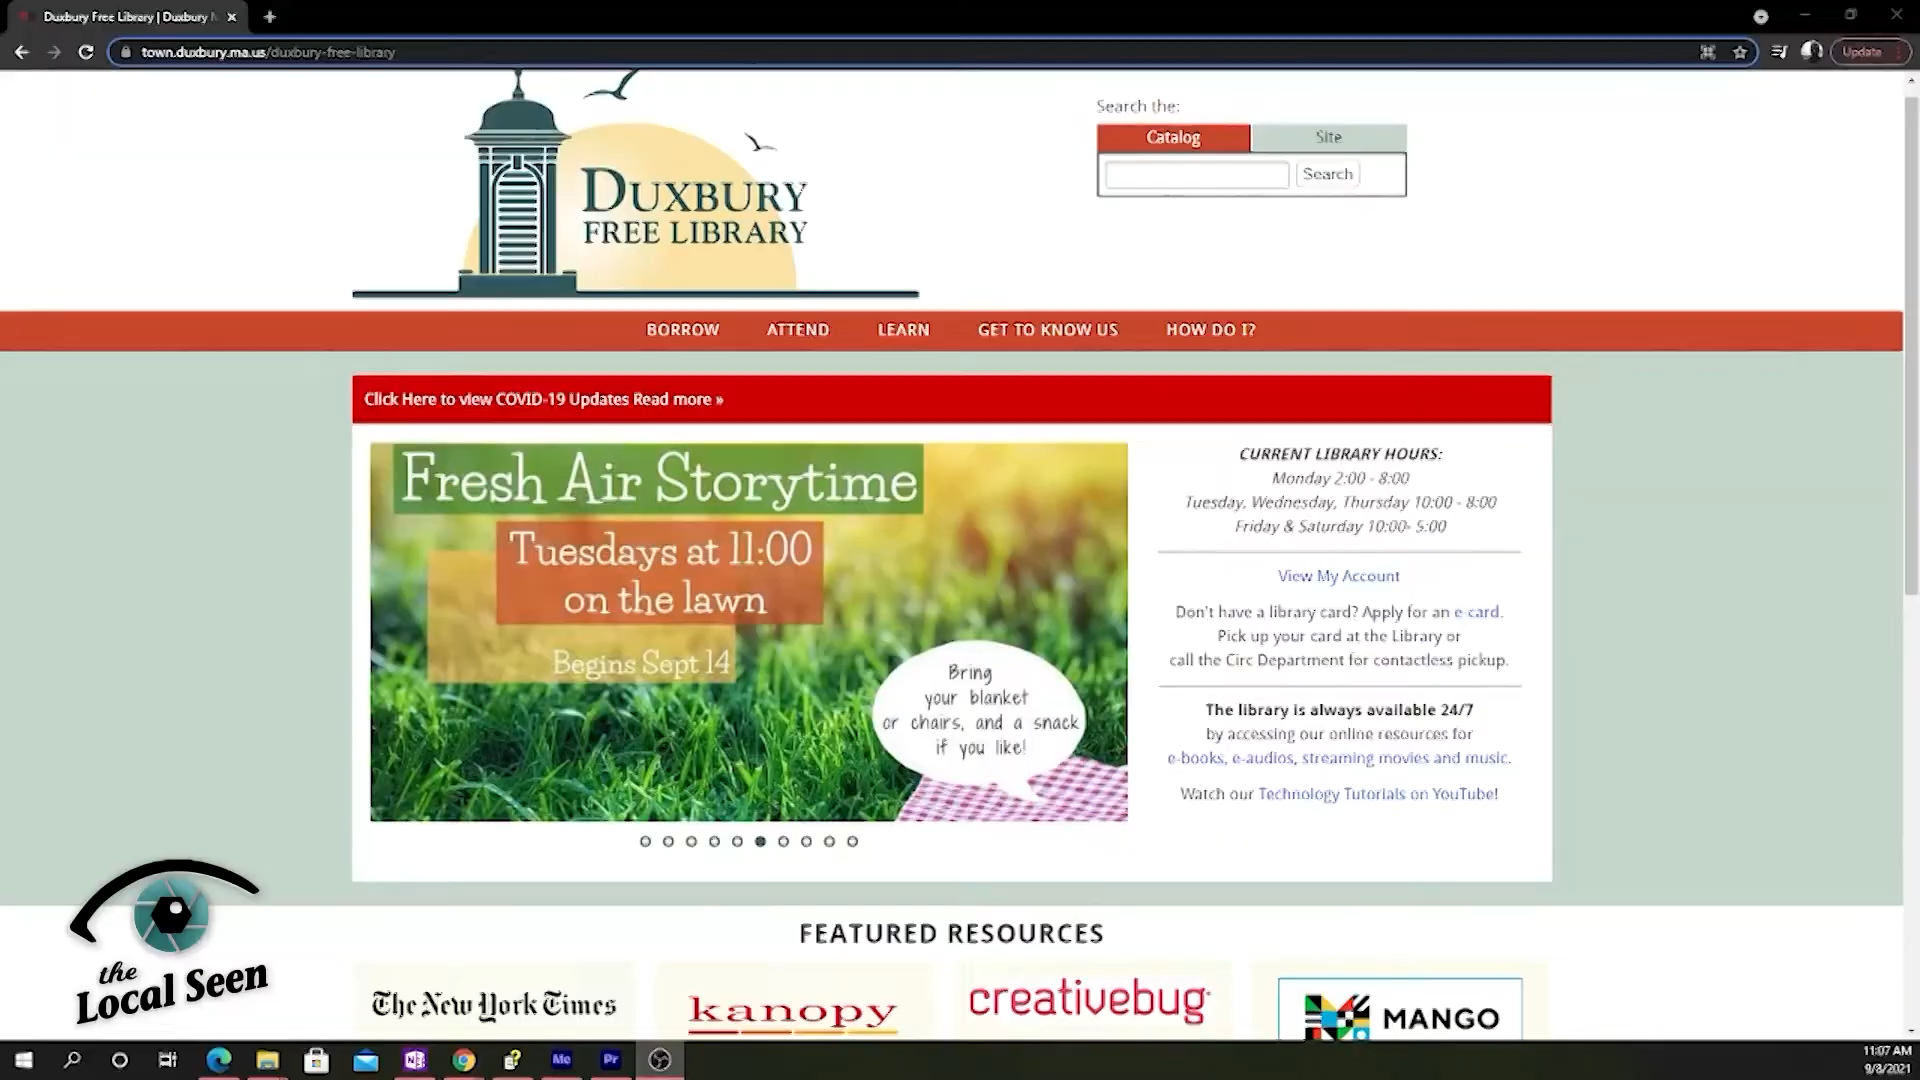 Duxbury Free Library | Duxbury
town.duxbury.ma.us/duxbury-free-library
Update
DUXBURY
FREE LIBRARY
Search the:
Catalog
Site
Search
BORROW
ATTEND
LEARN
GET TO KNOW US
HOW DO I?
Click Here to view COVID-19 Updates Read more »
Fresh Air Storytime
Tuesdays at 11:00
on the lawn
Begins Sept 14
Bring
your blanket
or chairs, and a snack
if you like!
CURRENT LIBRARY HOURS:
Monday 2:00 - 8:00
Tuesday, Wednesday, Thursday 10:00 - 8:00
Friday & Saturday 10:00- 5:00
View My Account
Don't have a library card? Apply for an e-card.
Pick up your card at the Library or
call the Circ Department for contactless pickup.
The library is always available 24/7
by accessing our online resources for
e-books, e-audios, streaming movies and music.
Watch our Technology Tutorials on YouTube!
FEATURED RESOURCES
The New York Times
kanopy
creativebug
MANGO
the
Local Seen
Me
Pr
11:07 AM
9/8/2021